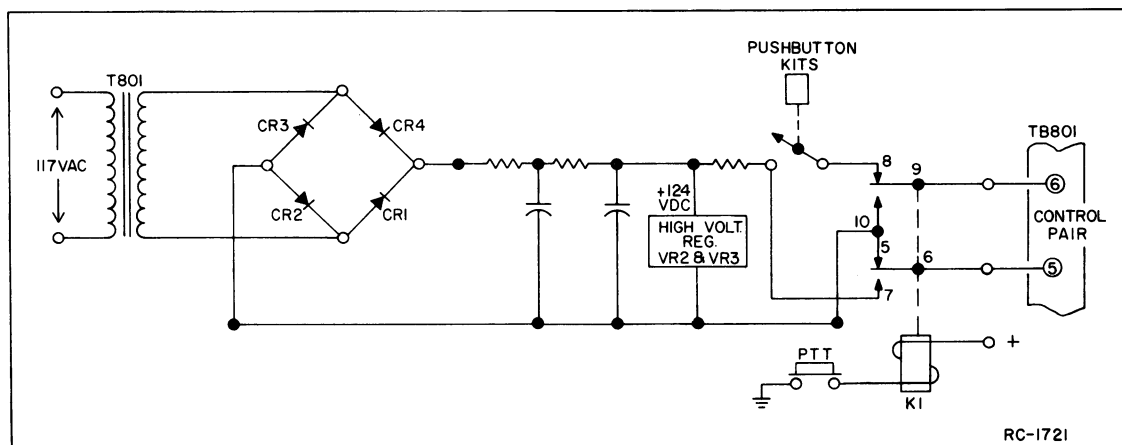 PUSHBUTTON
KITS
T801
TB801
CR3
CR4
117VAC
8
9
6
+124
VDC
CR2
CR1
HIGH VOLT.
REG.
VR2 & VR3
10
CONTROL
PAIR
5
6
5
7
PTT
+
K1
RC-1721